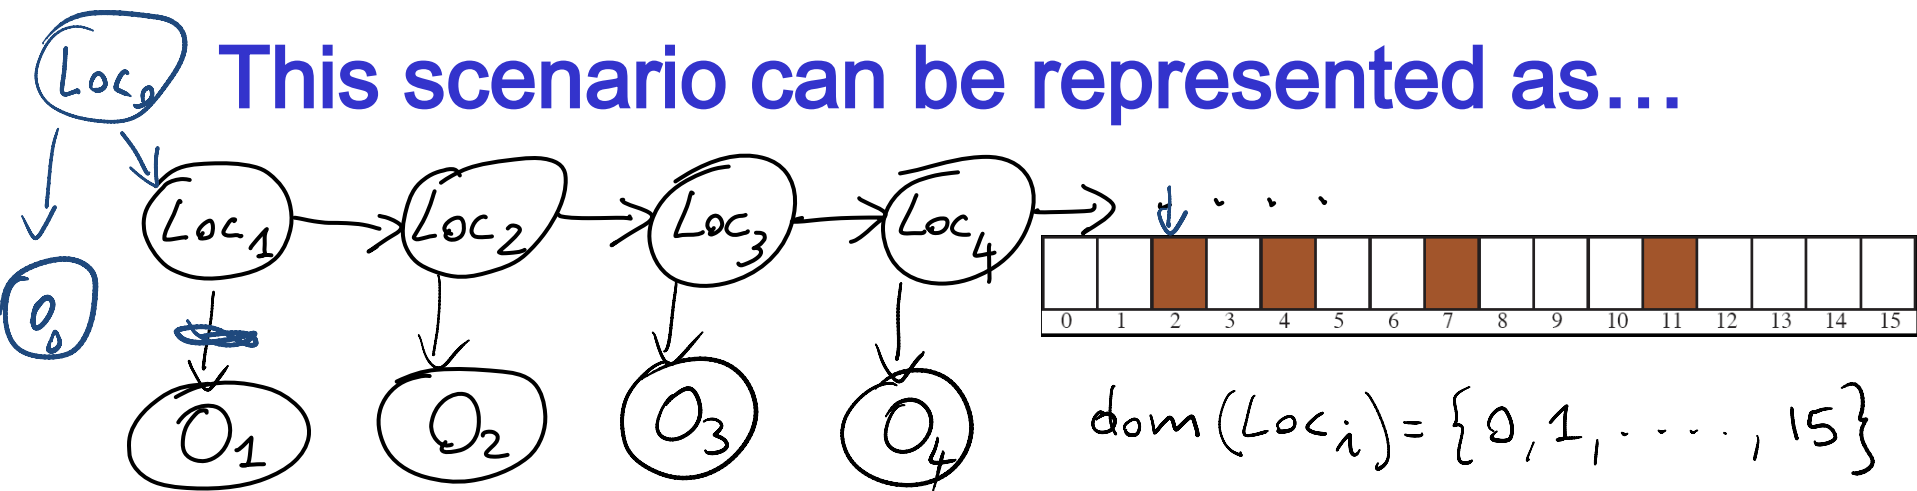 Loc₀ This scenario can be represented as…
Loc₁ Loc₂ Loc₃ Loc₄ . . . .
O₀
0 1 2 3 4 5 6 7 8 9 10 11 12 13 14 15
O₁ O₂ O₃ O₄
dom(Locᵢ) = {0, 1, ....., 15}